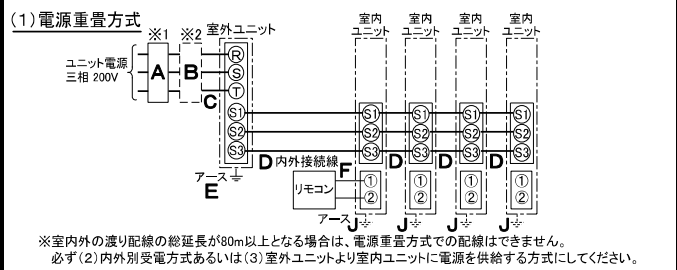 (1)電源重畳方式
※1 ※2 室外ユニット
室内ユニット 室内ユニット 室内ユニット 室内ユニット
ユニット電源
三相 200V
A B C
R
S
T
S1 S1 S1 S1 S1
S2 S2 S2 S2 S2
S3 S3 S3 S3 S3
D 内外接続線 F D D D
アース E
リモコン
① ① ① ①
② ② ② ②
アース J J J J
※室内外の渡り配線の総延長が80m以上となる場合は、電源重畳方式での配線はできません。
必ず(2)内外別受電方式あるいは(3)室外ユニットより室内ユニットに電源を供給する方式にしてください。